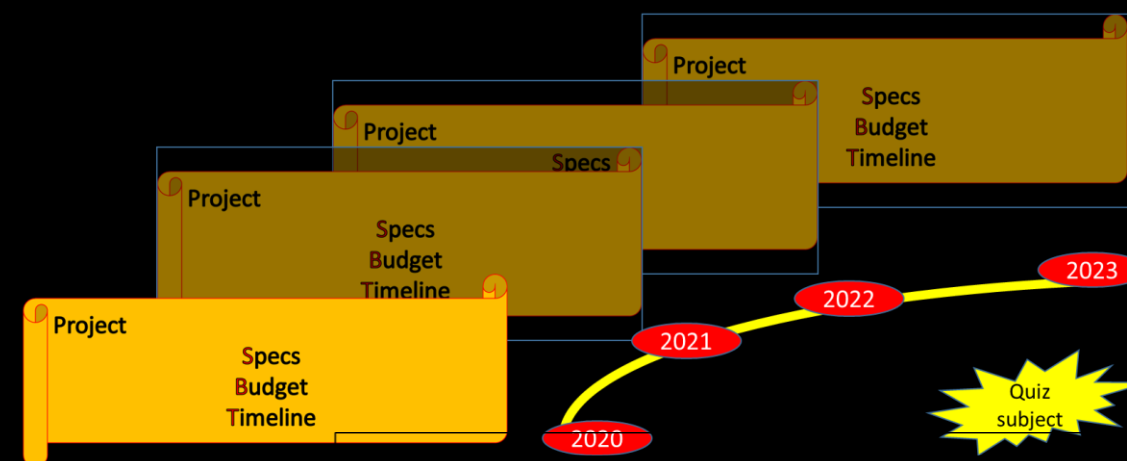 Project
Specs
Budget
Timeline
Project
Specs
Project
Specs
Budget
Timeline
Project
Specs
Budget
Timeline
2023
2022
2021
2020
Quiz
subject